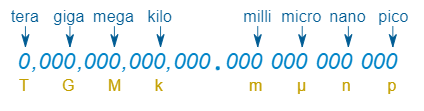 tera giga mega kilo milli micro nano pico
0,000,000,000,000.000 000 000 000
T G M k m μ n p